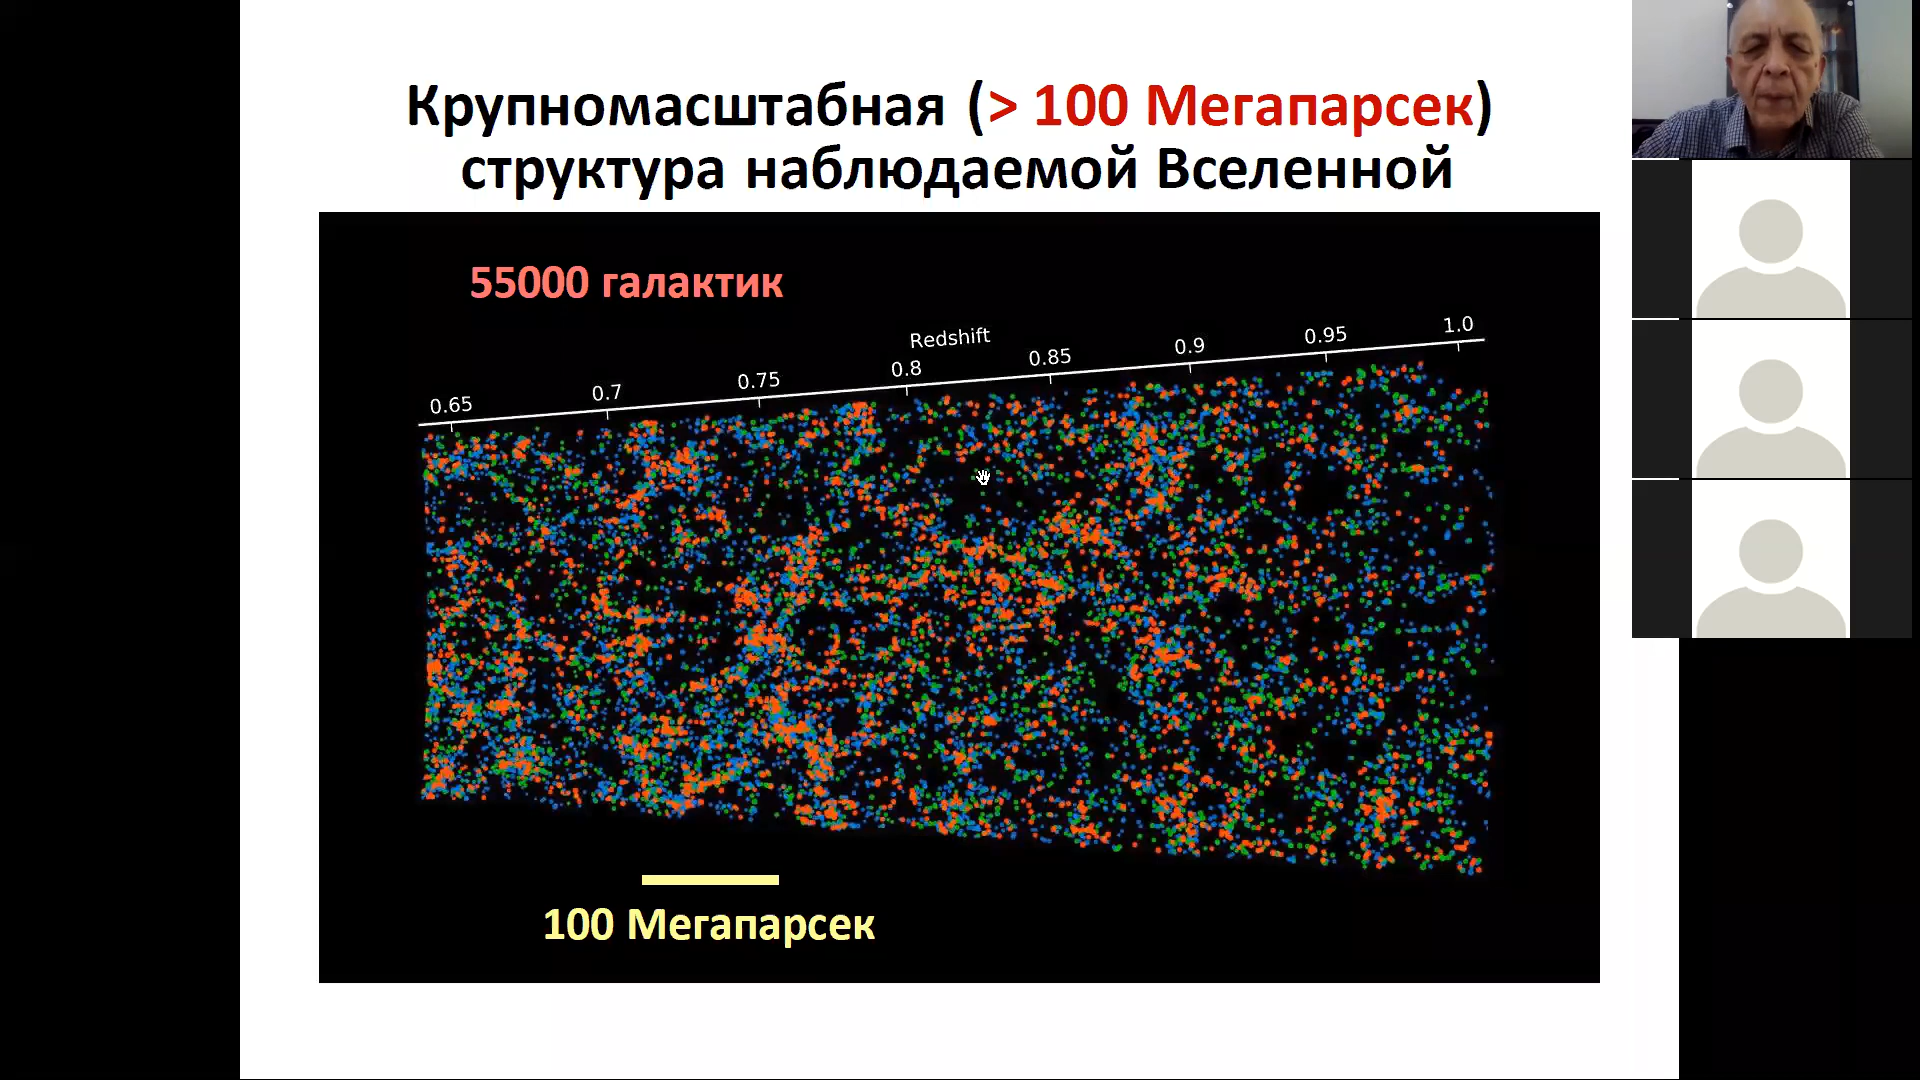 Крупномасштабная (> 100 Мегапарсек)
структура наблюдаемой Вселенной
55000 галактик
Redshift
0.65 0.7 0.75 0.8 0.85 0.9 0.95 1.0
100 Мегапарсек